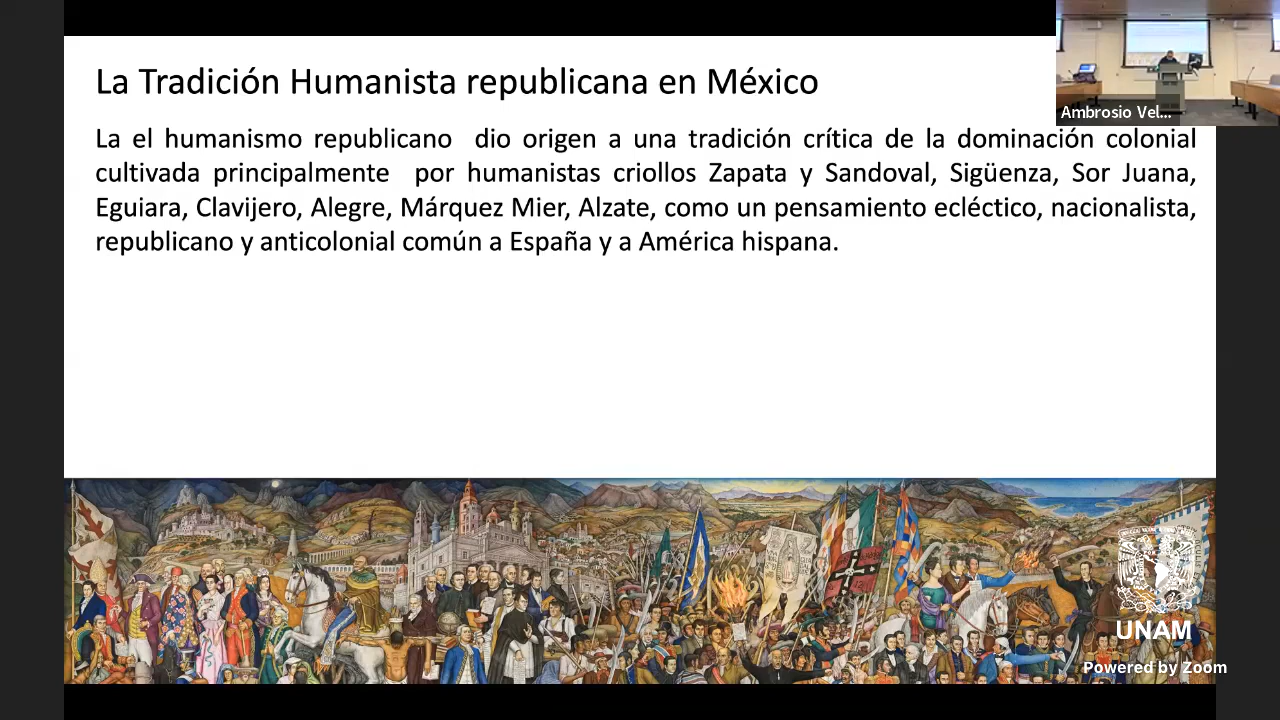 La Tradición Humanista republicana en México
Ambrosio Vel...
La el humanismo republicano dio origen a una tradición crítica de la dominación colonial
cultivada principalmente por humanistas criollos Zapata y Sandoval, Sigüenza, Sor Juana,
Eguiara, Clavijero, Alegre, Márquez Mier, Alzate, como un pensamiento ecléctico, nacionalista,
republicano y anticolonial común a España y a América hispana.
UNAM
Powered by Zoom